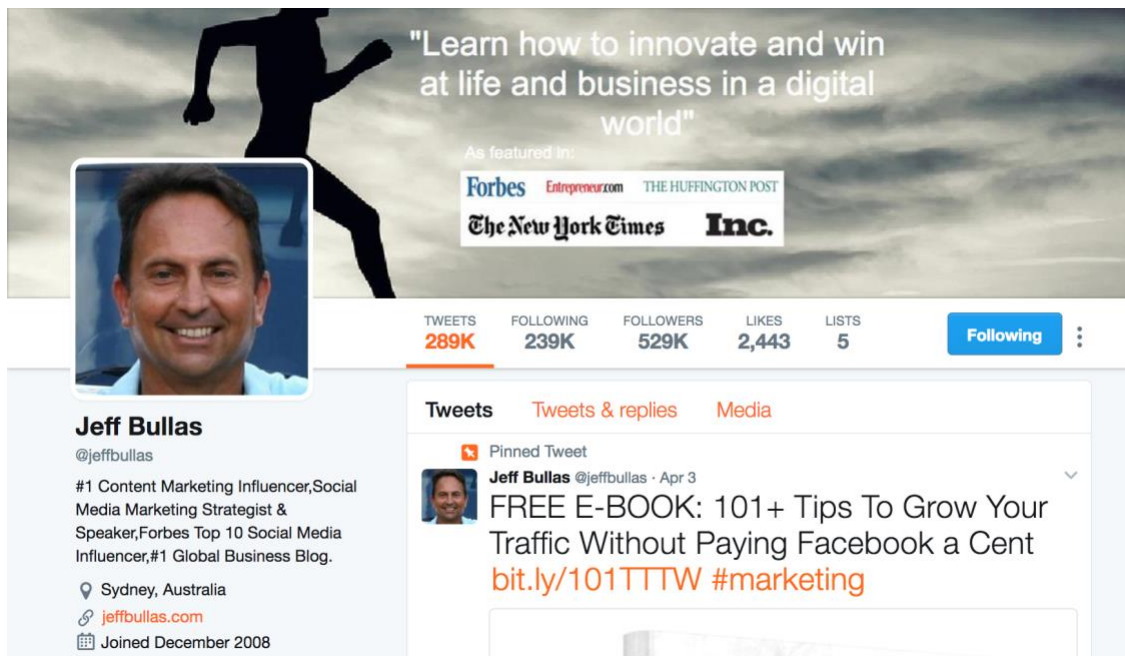 "Learn how to innovate and win
at life and business in a digital
world"
As featured in:
Forbes Entrepreneur.com THE HUFFINGTON POST
The New York Times Inc.
TWEETS FOLLOWING FOLLOWERS LIKES LISTS
289K 239K 529K 2,443 5
Following
Jeff Bullas
@jeffbullas
#1 Content Marketing Influencer,Social
Media Marketing Strategist &
Speaker,Forbes Top 10 Social Media
Influencer,#1 Global Business Blog.
Sydney, Australia
jeffbullas.com
Joined December 2008
Tweets Tweets & replies Media
Pinned Tweet
Jeff Bullas @jeffbullas · Apr 3
FREE E-BOOK: 101+ Tips To Grow Your
Traffic Without Paying Facebook a Cent
bit.ly/101TTTW #marketing